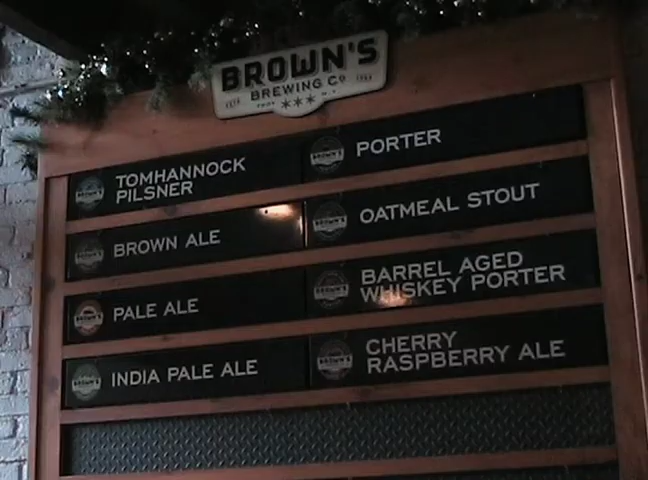 BROWN'S
BREWING Co
TROY ★★★ N.Y.
TOMHANNOCK
PILSNER
BROWN ALE
PALE ALE
INDIA PALE ALE
PORTER
OATMEAL STOUT
BARREL AGED
WHISKEY PORTER
CHERRY
RASPBERRY ALE